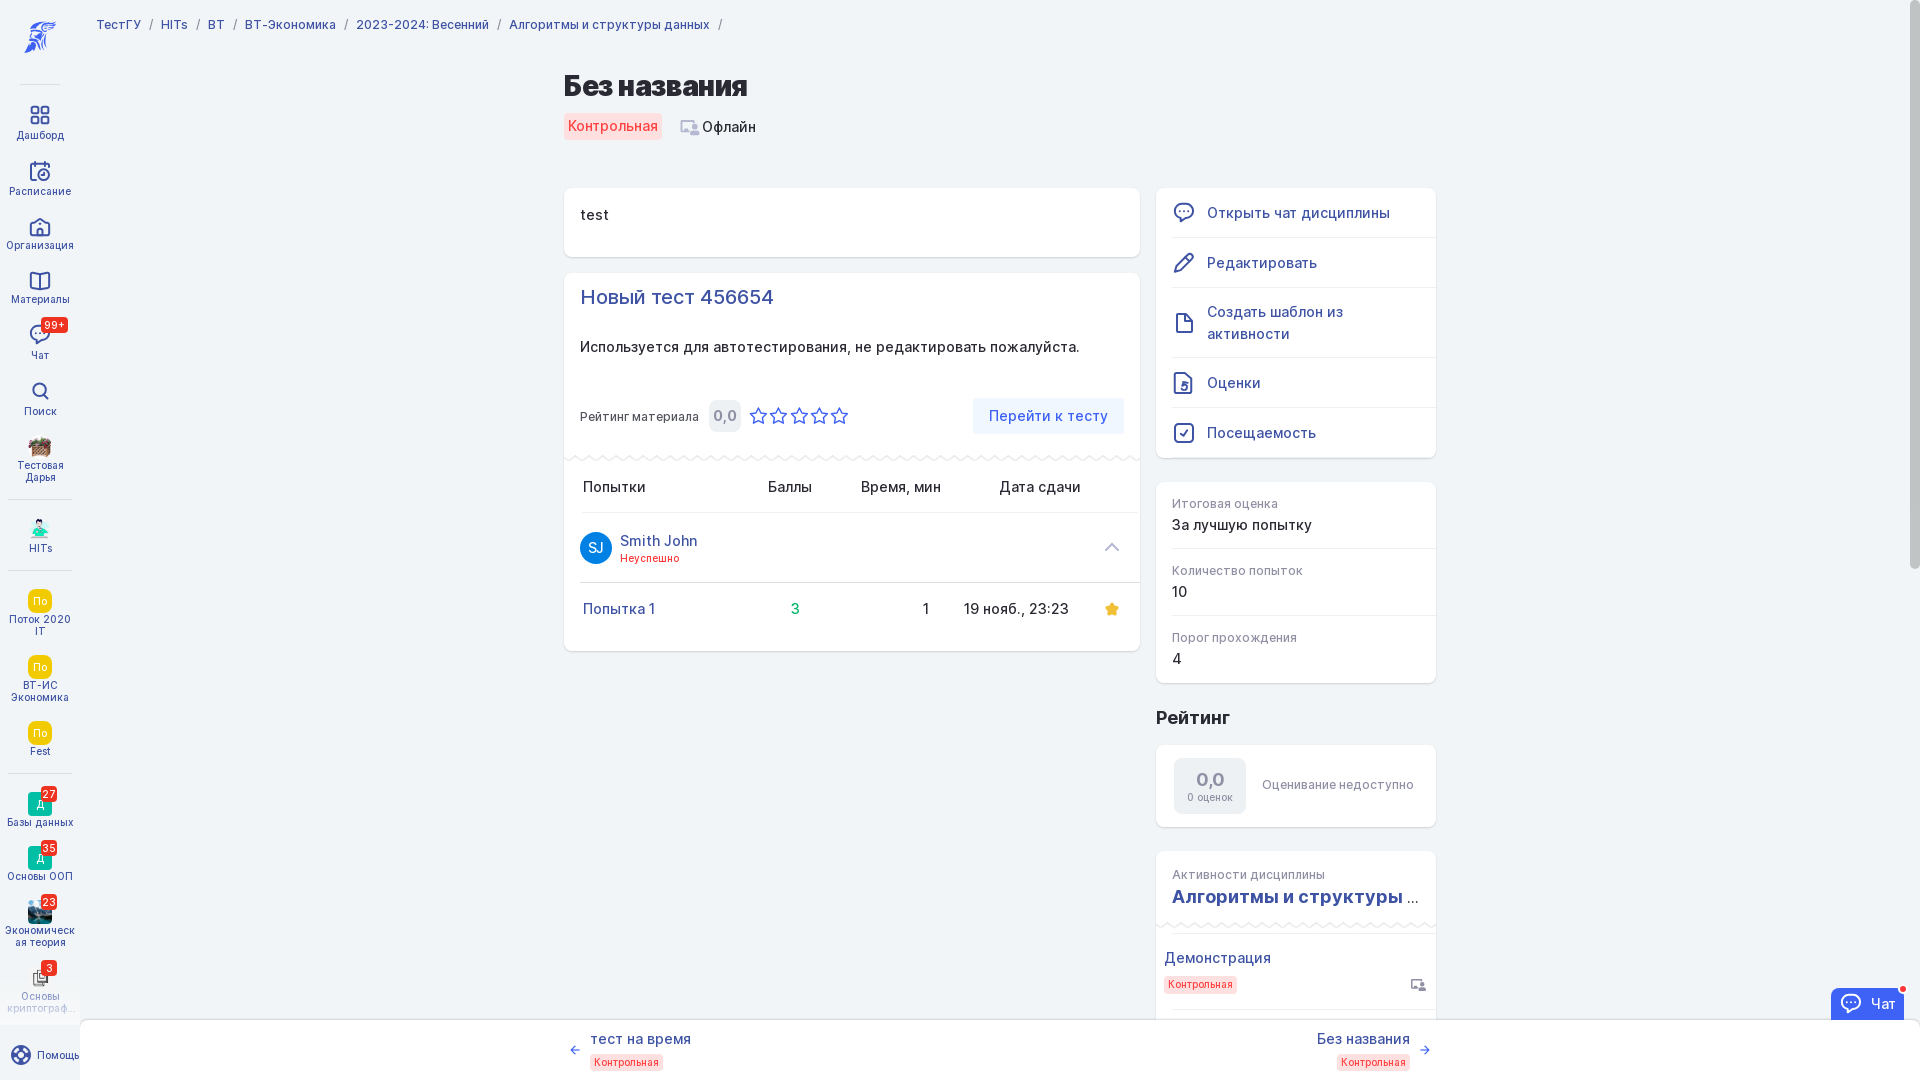 ТестГУ / HITs / ВТ / ВТ-Экономика / 2023-2024: Весенний / Алгоритмы и структуры данных /
Без названия
Контрольная Офлайн
Дашборд
Расписание
Организация
Материалы
99+
Чат
Поиск
Тестовая
Дарья
HITs
По
Поток 2020
IT
По
ВТ-ИС
Экономика
По
Fest
27
Д
Базы данных
35
Д
Основы ООП
23
Экономическ
ая теория
3
Основы
криптограф...
Помощь
test
Новый тест 456654
Используется для автотестирования, не редактировать пожалуйста.
Рейтинг материала 0,0 Перейти к тесту
Попытки Баллы Время, мин Дата сдачи
SJ Smith John
Неуспешно
Попытка 1 3 1 19 нояб., 23:23
Открыть чат дисциплины
Редактировать
Создать шаблон из
активности
Оценки
Посещаемость
Итоговая оценка
За лучшую попытку
Количество попыток
10
Порог прохождения
4
Рейтинг
0,0
0 оценок
Оценивание недоступно
Активности дисциплины
Алгоритмы и структуры ...
Демонстрация
Контрольная
Чат
тест на время
Контрольная
Без названия
Контрольная